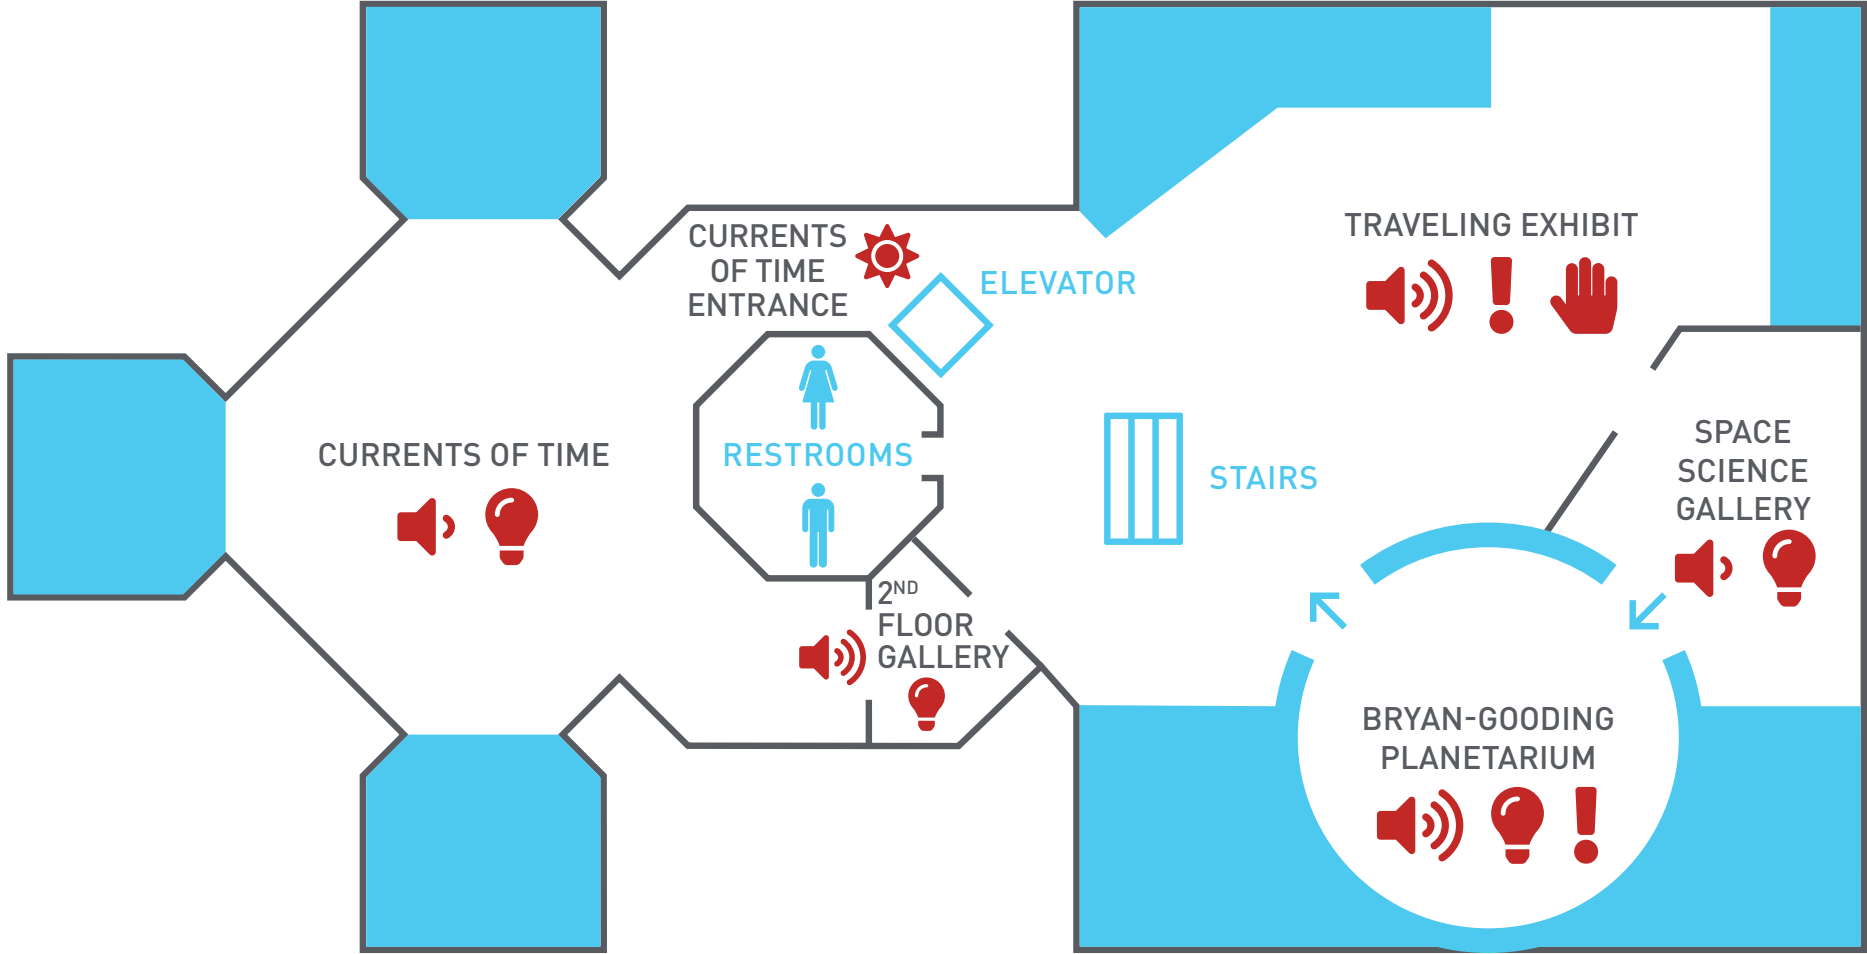 CURRENTS
OF TIME
ENTRANCE
ELEVATOR
TRAVELING EXHIBIT
CURRENTS OF TIME
RESTROOMS
STAIRS
SPACE
SCIENCE
GALLERY
2ND
FLOOR
GALLERY
BRYAN-GOODING
PLANETARIUM